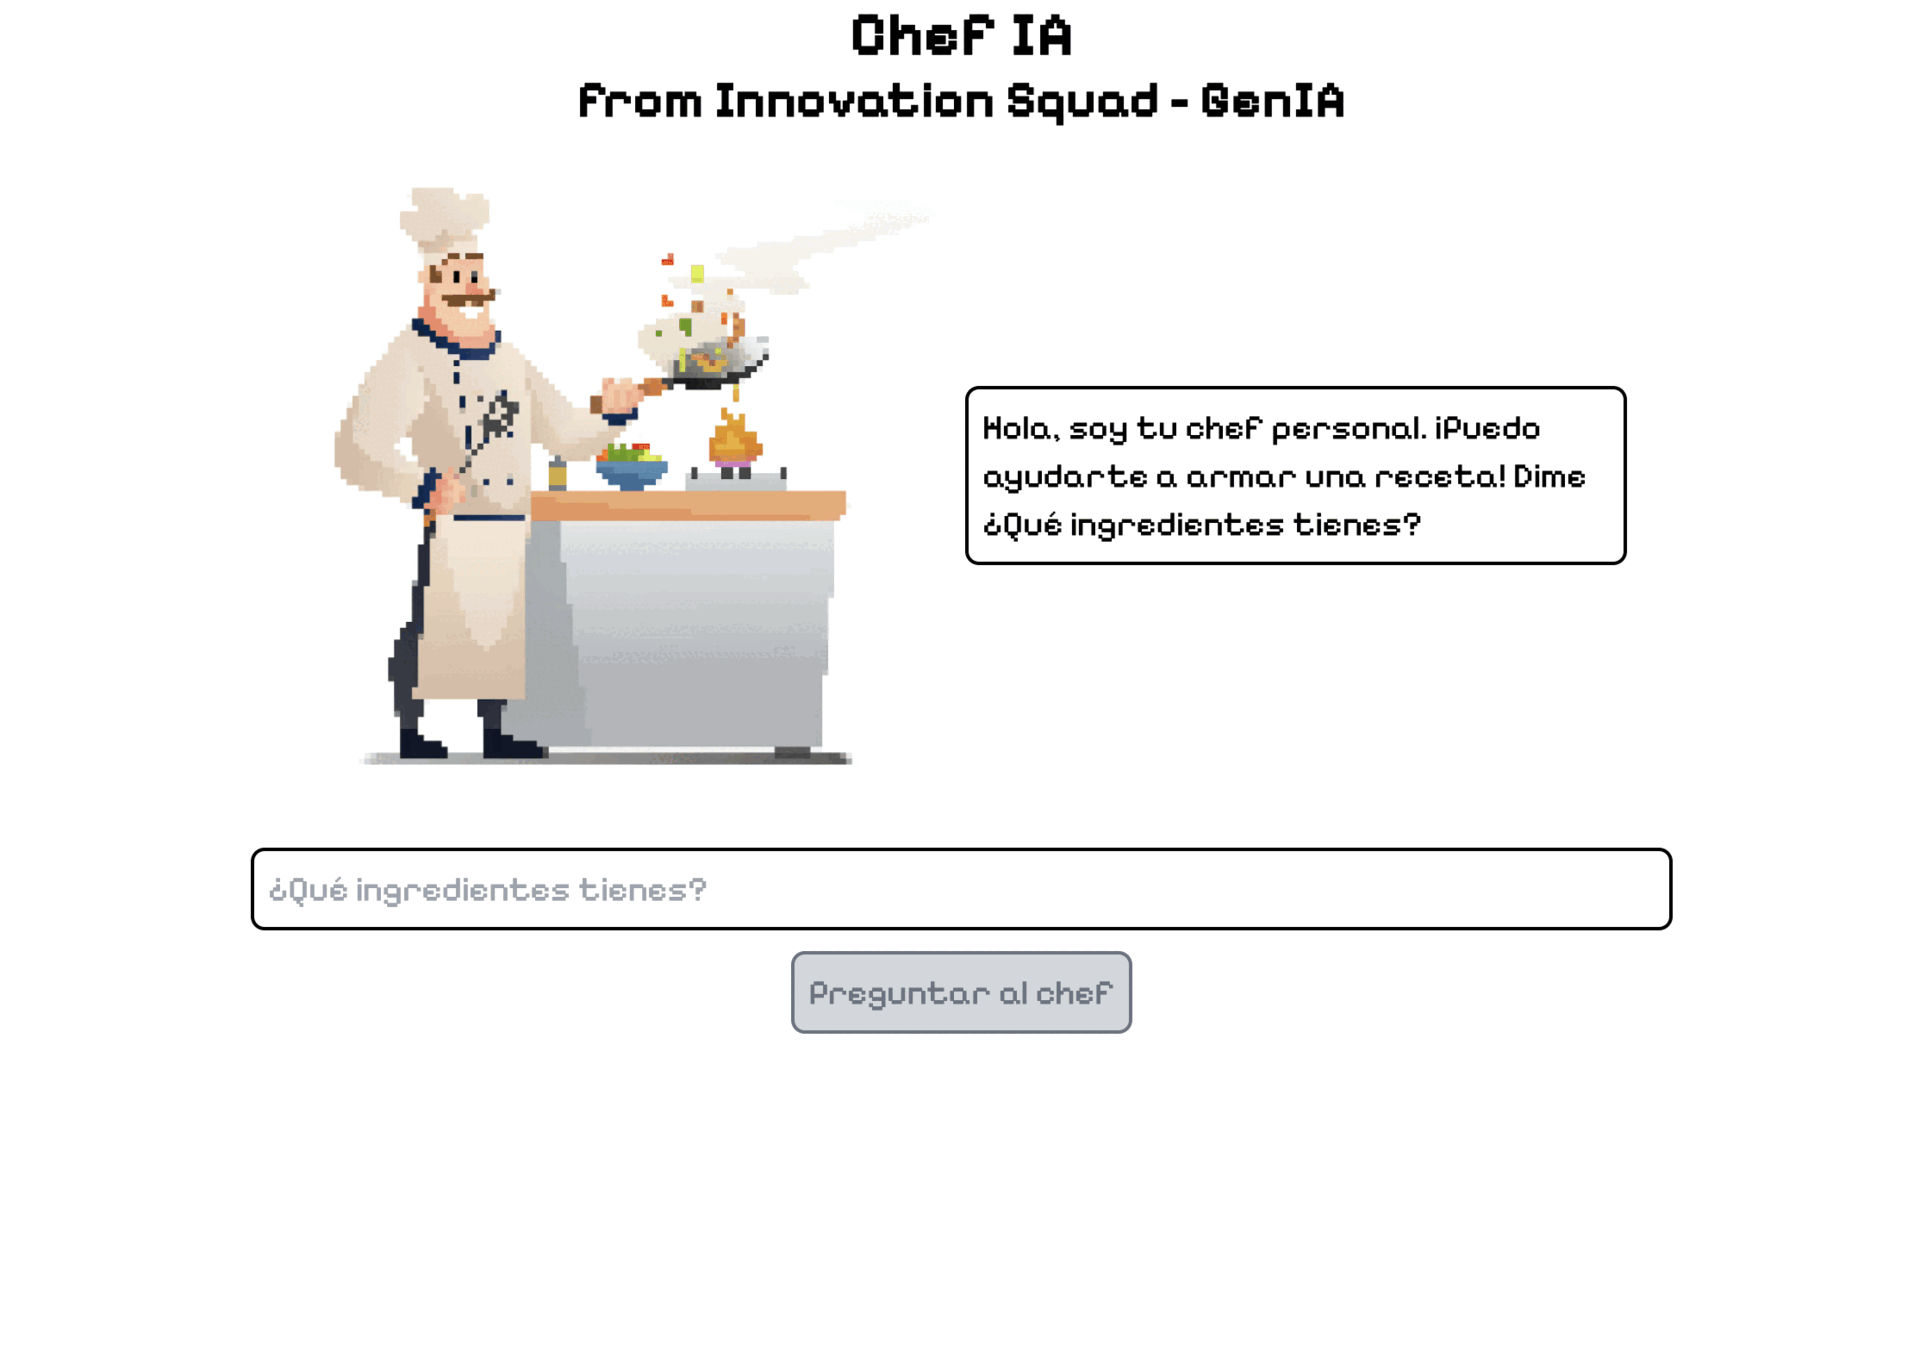 Chef IA
from Innovation Squad - GenIA
Hola, soy tu chef personal. ¡Puedo
ayudarte a armar una receta! Dime
¿Qué ingredientes tienes?
¿Qué ingredientes tienes?
Preguntar al chef